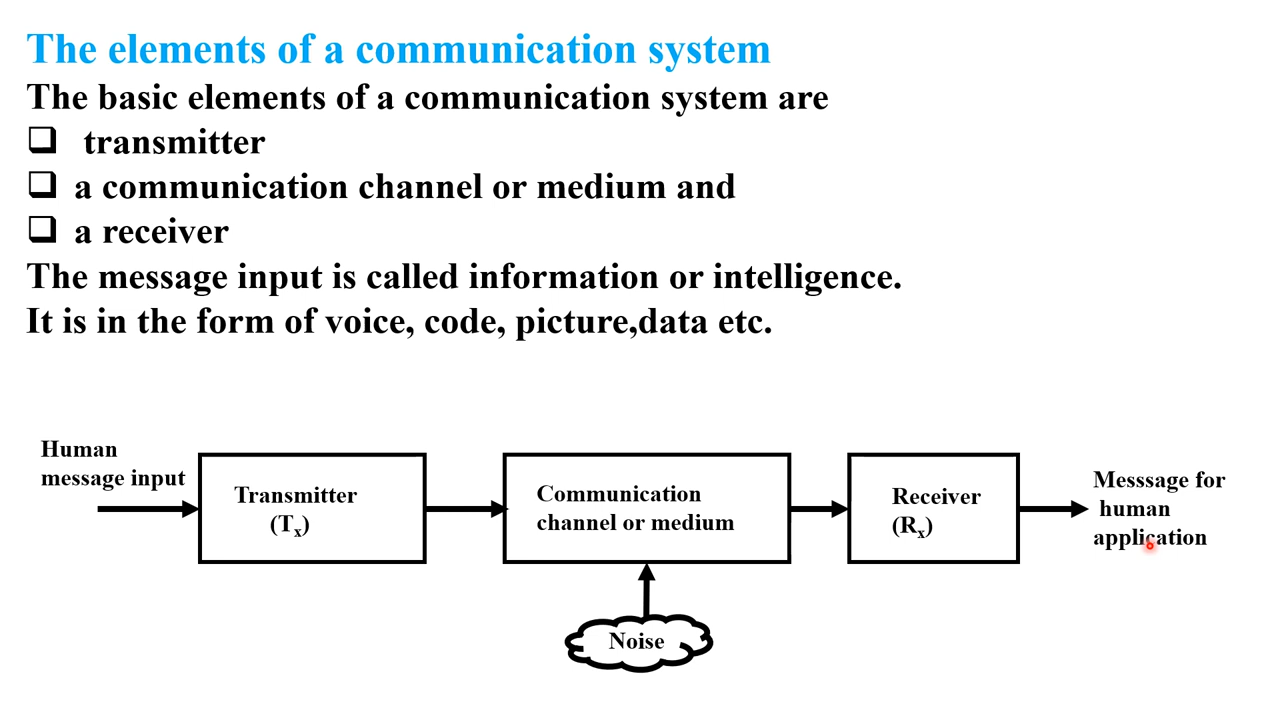 The elements of a communication system
The basic elements of a communication system are
❑ transmitter
❑ a communication channel or medium and
❑ a receiver
The message input is called information or intelligence.
It is in the form of voice, code, picture,data etc.
Human
message input
Transmitter
(Tx)
Communication
channel or medium
Receiver
(Rx)
Messsage for
human
application
Noise